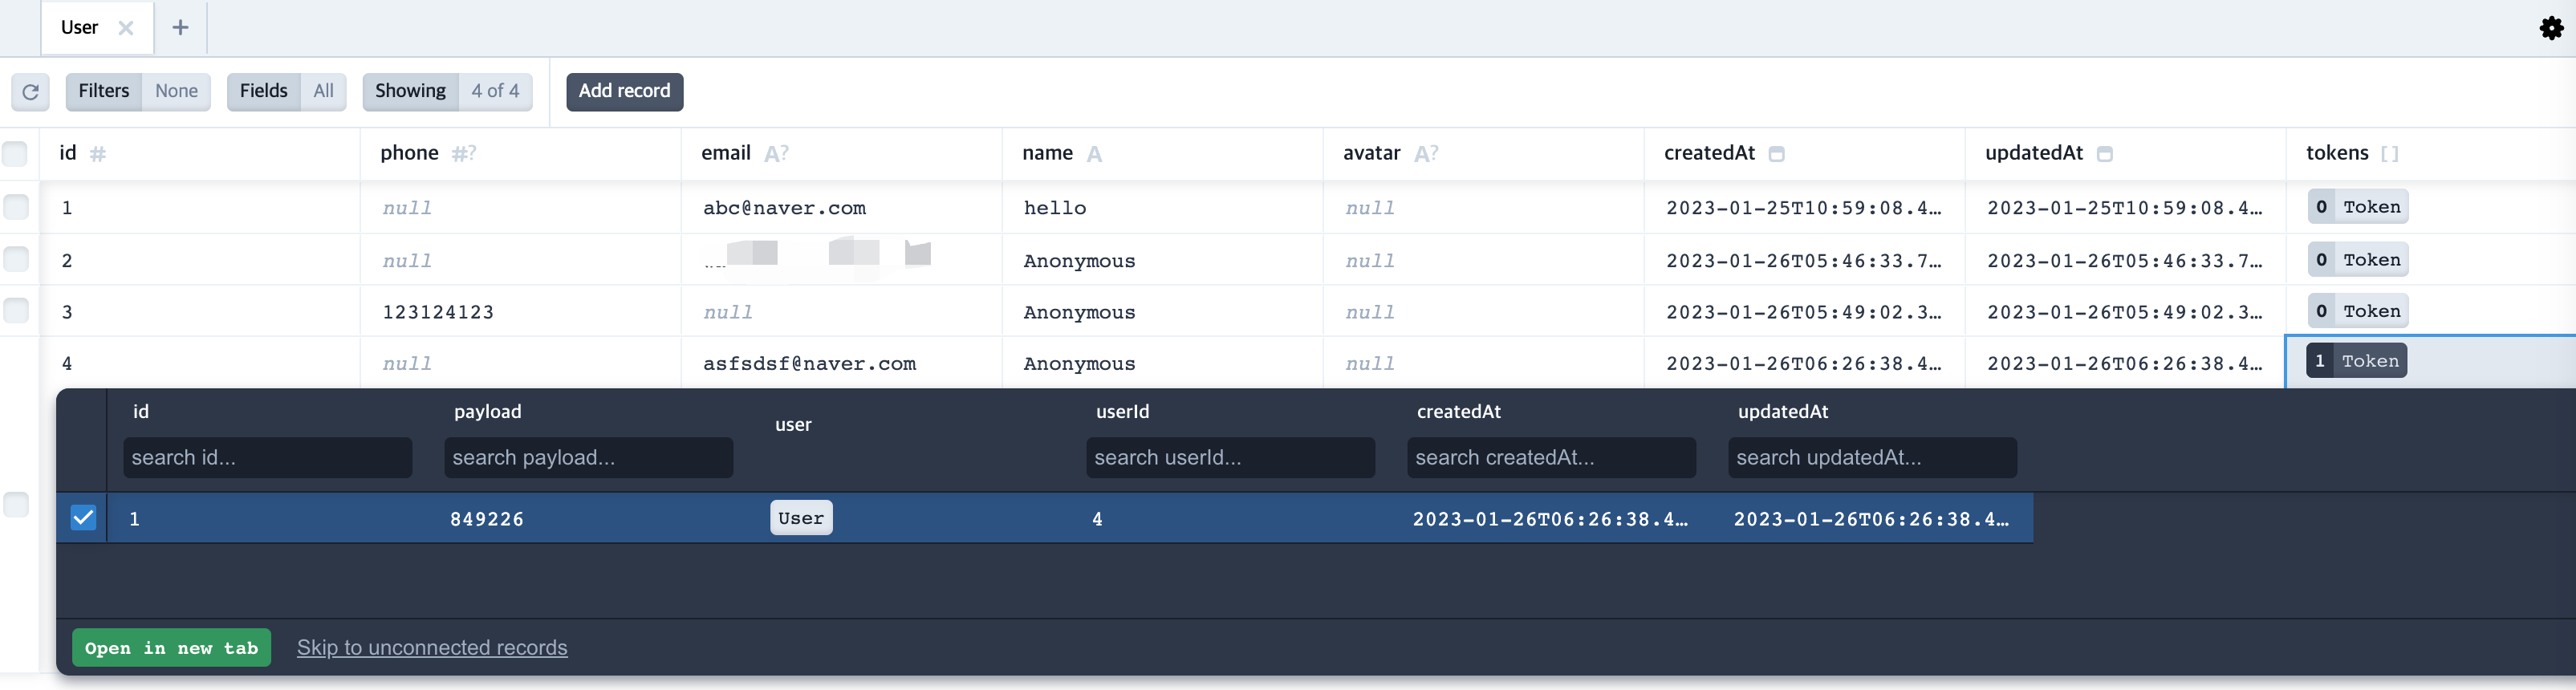 User
Filters None Fields All Showing 4 of 4 Add record
id # phone #? email A? name A avatar A? createdAt updatedAt tokens []
1 null abc@naver.com hello null 2023-01-25T10:59:08.4… 2023-01-25T10:59:08.4… 0 Token
2 null Anonymous null 2023-01-26T05:46:33.7… 2023-01-26T05:46:33.7… 0 Token
3 123124123 null Anonymous null 2023-01-26T05:49:02.3… 2023-01-26T05:49:02.3… 0 Token
4 null asfsdsf@naver.com Anonymous null 2023-01-26T06:26:38.4… 2023-01-26T06:26:38.4… 1 Token
id payload user userId createdAt updatedAt
search id... search payload... search userId... search createdAt... search updatedAt...
1 849226 User 4 2023-01-26T06:26:38.4… 2023-01-26T06:26:38.4…
Open in new tab Skip to unconnected records